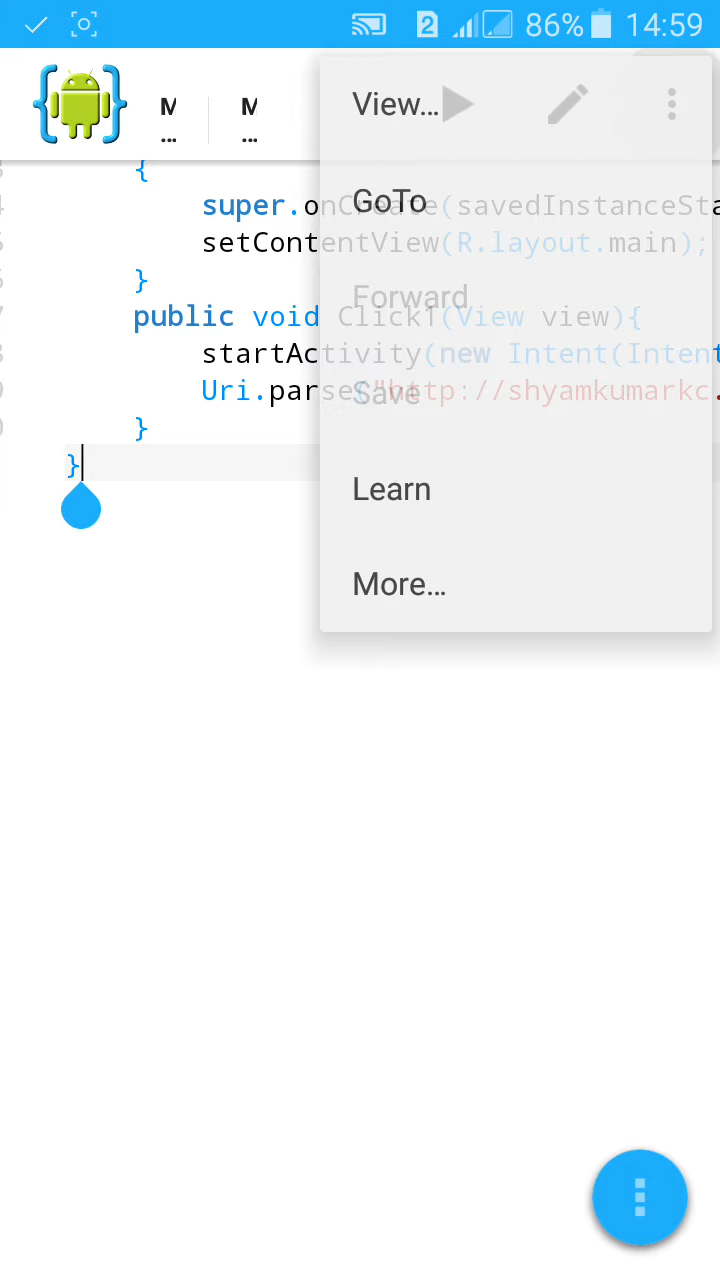 2 86% 14:59
M M
... ...
View...
{
GoTo
super.onCreate(savedInstanceSta
setContentView(R.layout.main);
}
Forward
public void Click1(View view){
startActivity(new Intent(Intent
Save
Uri.parse("http://shyamkumarkc.
}
}
Learn
More...